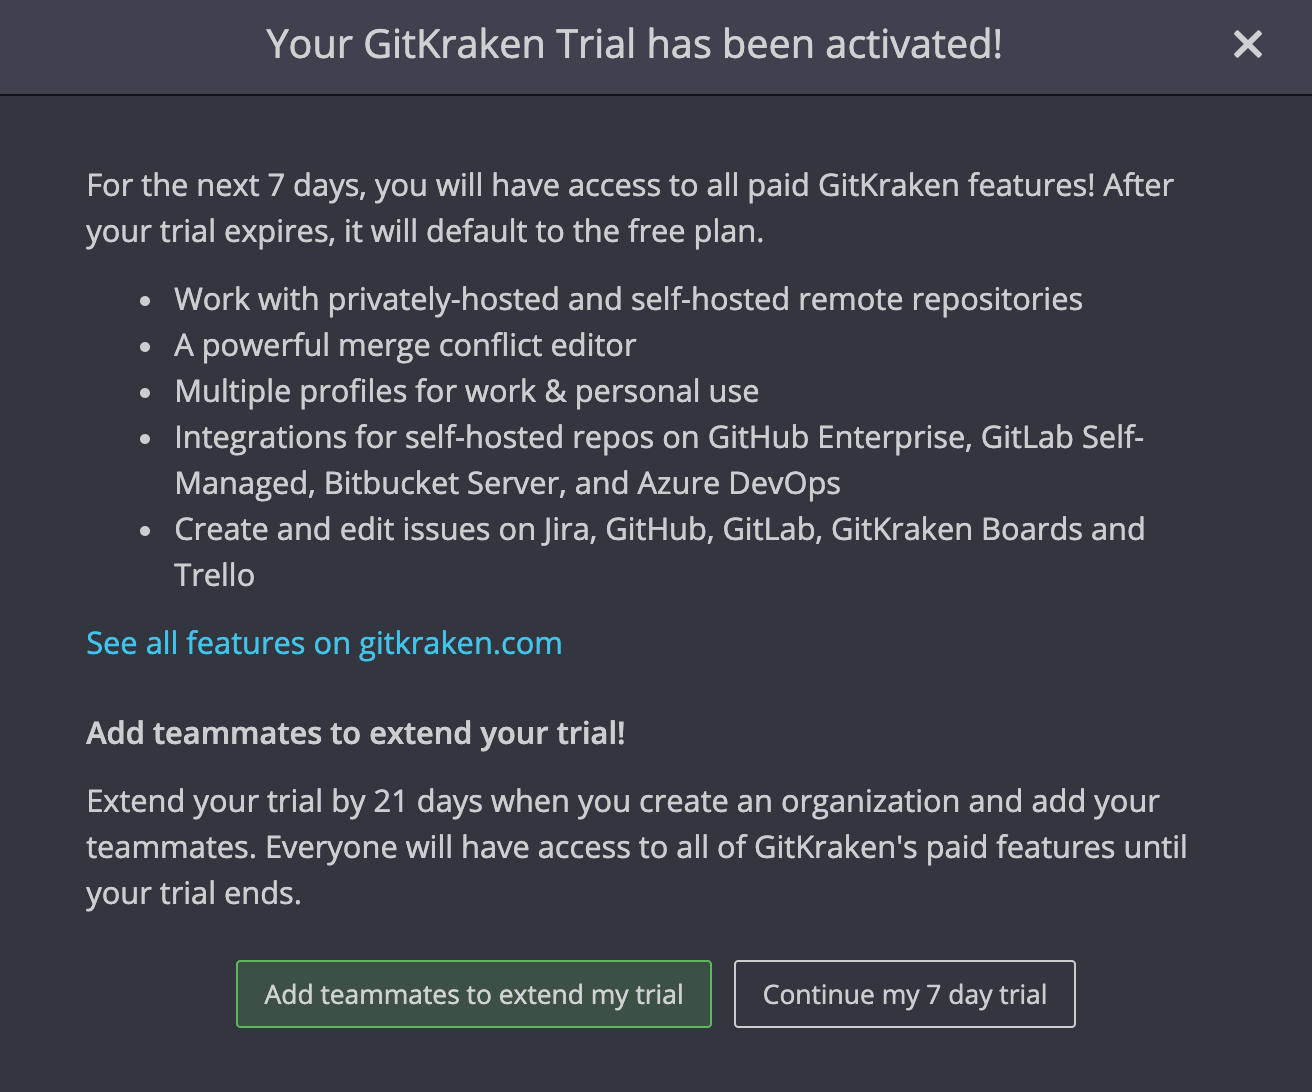 Your GitKraken Trial has been activated!
For the next 7 days, you will have access to all paid GitKraken features! After
your trial expires, it will default to the free plan.
• Work with privately-hosted and self-hosted remote repositories
• A powerful merge conflict editor
• Multiple profiles for work & personal use
• Integrations for self-hosted repos on GitHub Enterprise, GitLab Self-
Managed, Bitbucket Server, and Azure DevOps
• Create and edit issues on Jira, GitHub, GitLab, GitKraken Boards and
Trello
See all features on gitkraken.com
Add teammates to extend your trial!
Extend your trial by 21 days when you create an organization and add your
teammates. Everyone will have access to all of GitKraken's paid features until
your trial ends.
Add teammates to extend my trial
Continue my 7 day trial